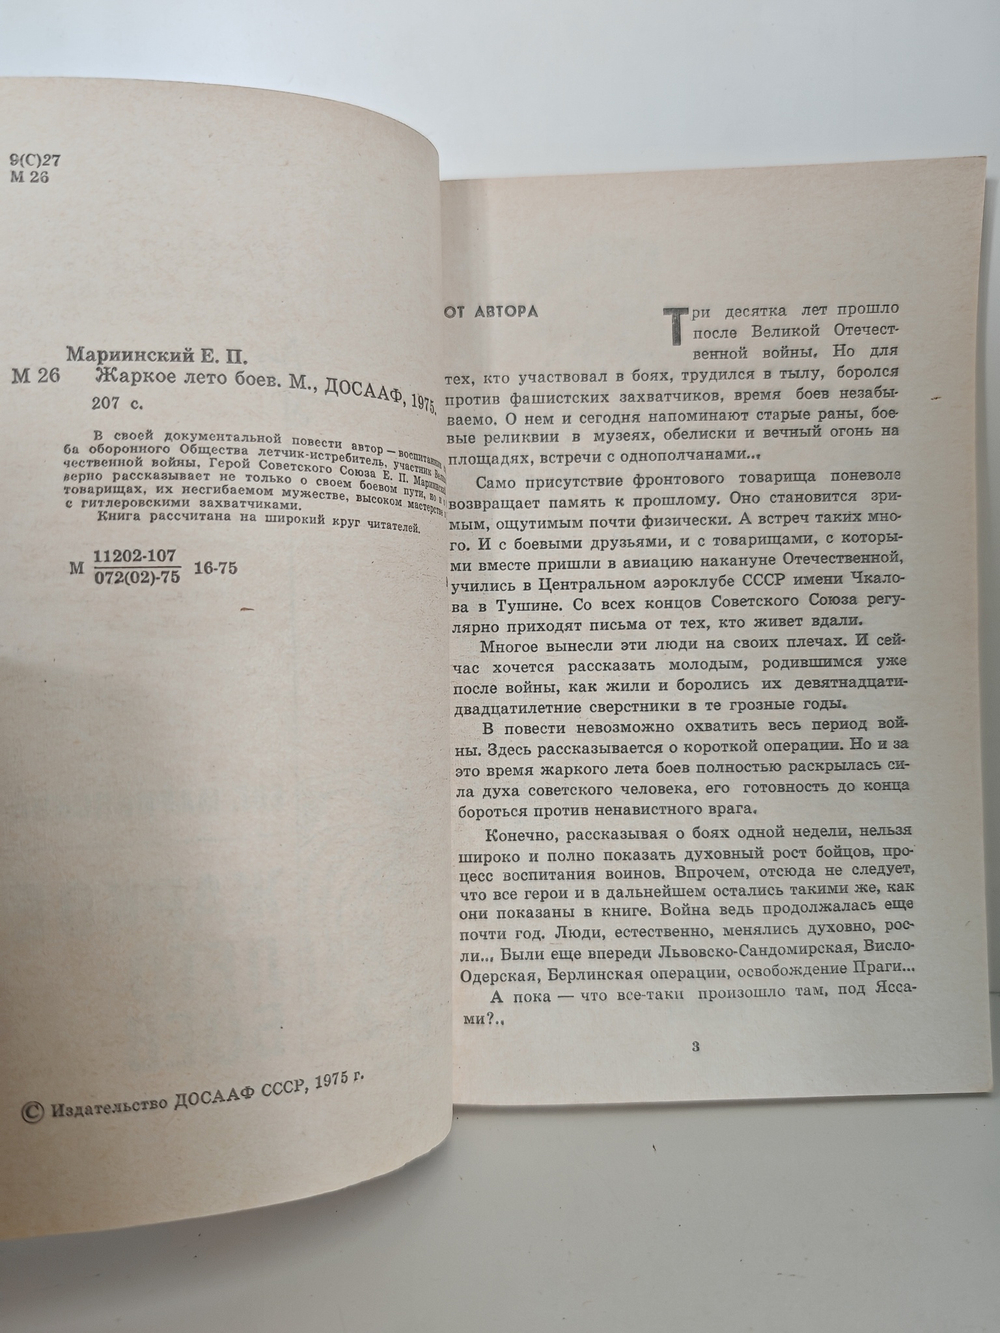 9(С)27
М 26
Мариинский Е. П.
М 26 Жаркое лето боев. М., ДОСААФ, 1975.
207 с.
В своей документальной повести автор — воспитанник
ба оборонного Общества летчик-истребитель, участник
чественной войны, Герой Советского Союза Е. П. Мариинский
верно рассказывает не только о своем боевом пути, но и
товарищах, их несгибаемом мужестве, высоком мастерстве
с гитлеровскими захватчиками.
Книга рассчитана на широкий круг читателей.
М 11202-107 16-75
072(02)-75
© Издательство ДОСААФ СССР, 1975 г.
ОТ АВТОРА
Три десятка лет прошло
после Великой Отечест-
венной войны. Но для
тех, кто участвовал в боях, трудился в тылу, боролся
против фашистских захватчиков, время боев незабы-
ваемо. О нем и сегодня напоминают старые раны, бое-
вые реликвии в музеях, обелиски и вечный огонь на
площадях, встречи с однополчанами...
Само присутствие фронтового товарища поневоле
возвращает память к прошлому. Оно становится зри-
мым, ощутимым почти физически. А встреч таких мно-
го. И с боевыми друзьями, и с товарищами, с которы-
ми вместе пришли в авиацию накануне Отечественной,
учились в Центральном аэроклубе СССР имени Чкало-
ва в Тушине. Со всех концов Советского Союза регу-
лярно приходят письма от тех, кто живет вдали.
Многое вынесли эти люди на своих плечах. И сей-
час хочется рассказать молодым, родившимся уже
после войны, как жили и боролись их девятнадцати-
двадцатилетние сверстники в те грозные годы.
В повести невозможно охватить весь период вой-
ны. Здесь рассказывается о короткой операции. Но и за
это время жаркого лета боев полностью раскрылась си-
ла духа советского человека, его готовность до конца
бороться против ненавистного врага.
Конечно, рассказывая о боях одной недели, нельзя
широко и полно показать духовный рост бойцов, про-
цесс воспитания воинов. Впрочем, отсюда не следует,
что все герои и в дальнейшем остались такими же, как
они показаны в книге. Война ведь продолжалась еще
почти год. Люди, естественно, менялись духовно, рос-
ли... Были еще впереди Львовско-Сандомирская, Висло-
Одерская, Берлинская операции, освобождение Праги...
А пока — что все-таки произошло там, под Ясса-
ми?..
3